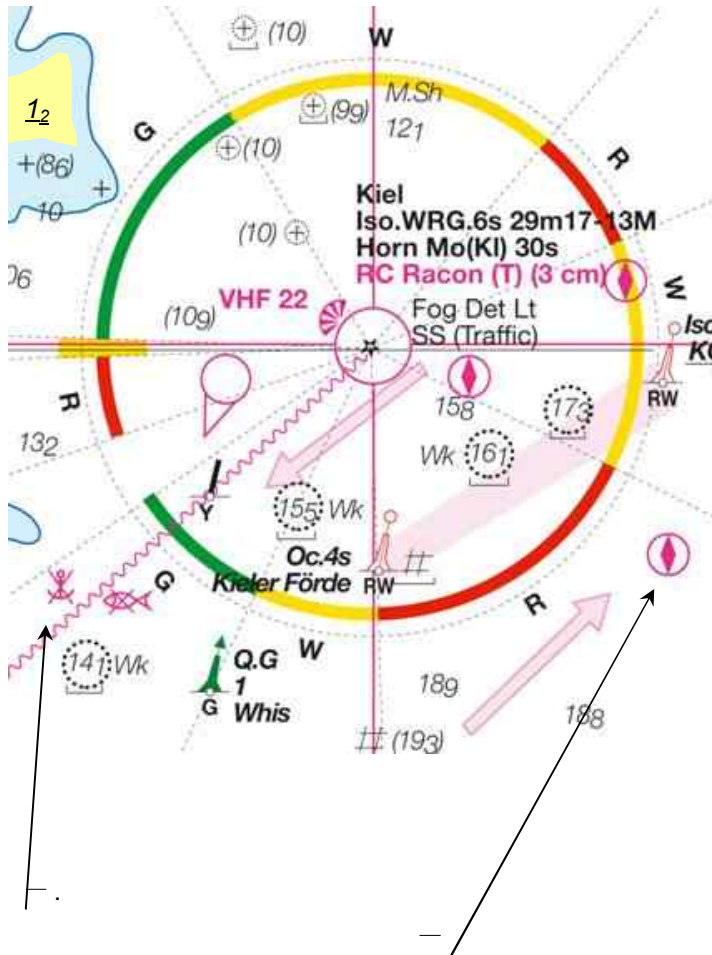 (10)
W
1₂
M.Sh
(9₉)
12₁
G
(10)
R
+(8₆)
10
Kiel
Iso.WRG.6s 29m17-13M
Horn Mo(Kl) 30s
RC Racon (T) (3 cm)
(10)
0₆
VHF 22
W
Fog Det Lt
SS (Traffic)
(10₉)
Iso
RW
R
15₈
17₃
13₂
Wk 16₁
Y
15₅ Wk
Oc.4s
Kieler Förde
RW
G
R
W
14₁ Wk
Q.G
1
Whis
G
18₉
18₈
(19₃)